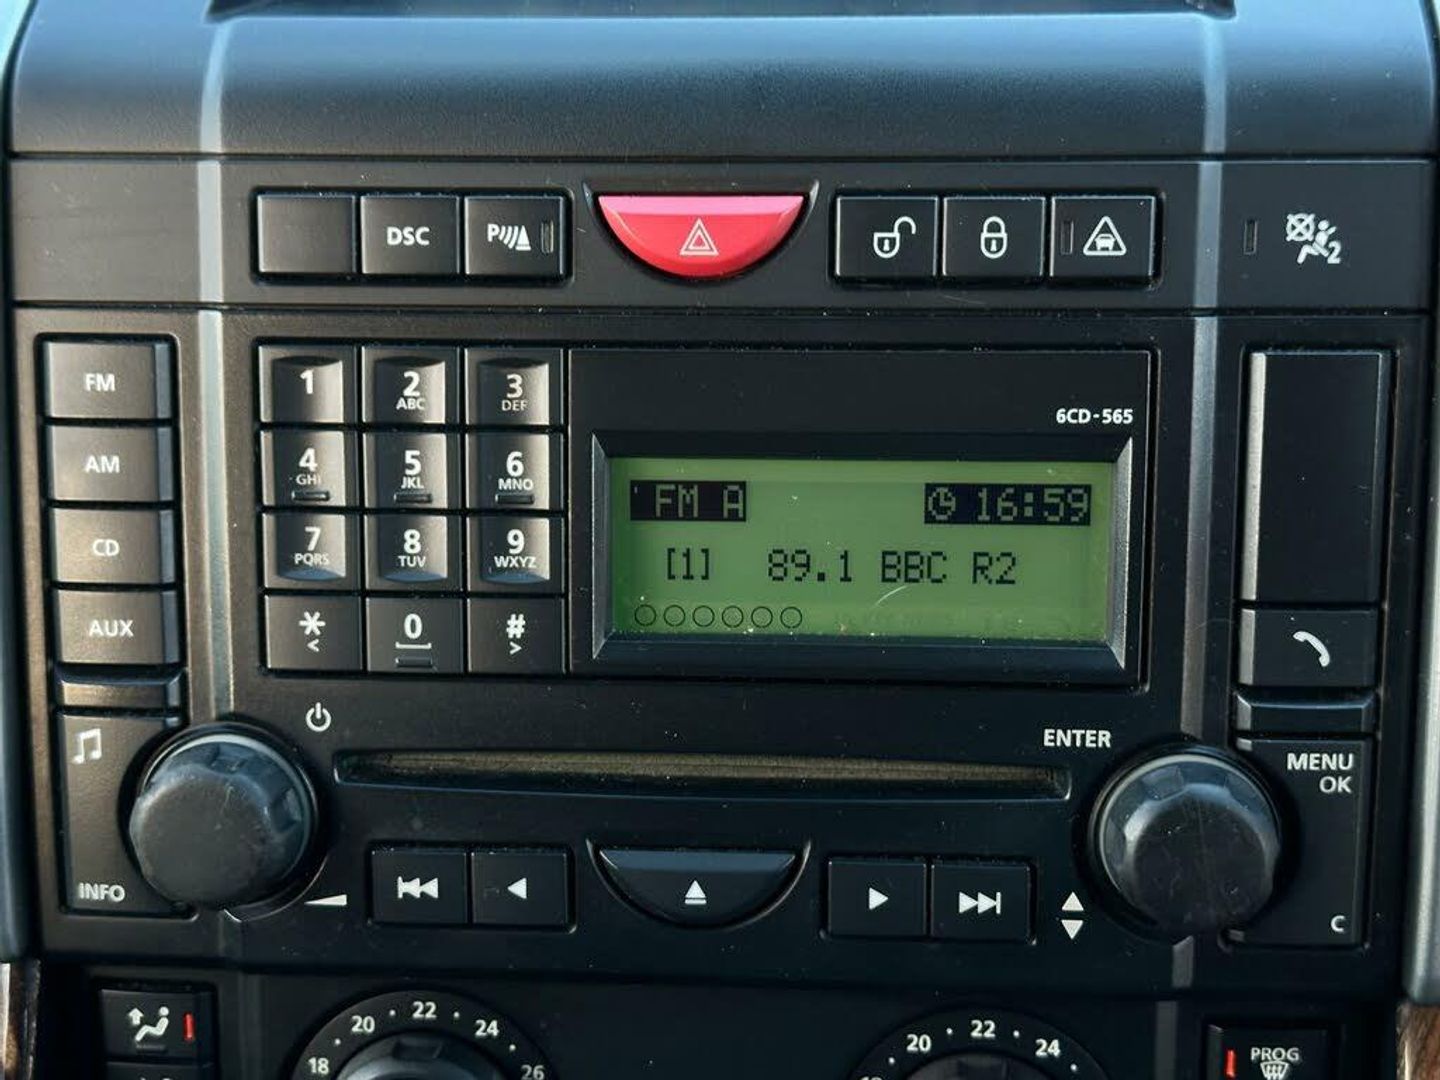 DSC P
2
FM 1 2 3
ABC DEF
6CD-565
AM 4 5 6
GHI JKL MNO
FM A 16:59
[1] 89.1 BBC R2
CD 7 8 9
PQRS TUV WXYZ
AUX * 0 #
< >
ENTER
MENU
OK
INFO
C
18 20 22 24 26
20 22 24
PROG